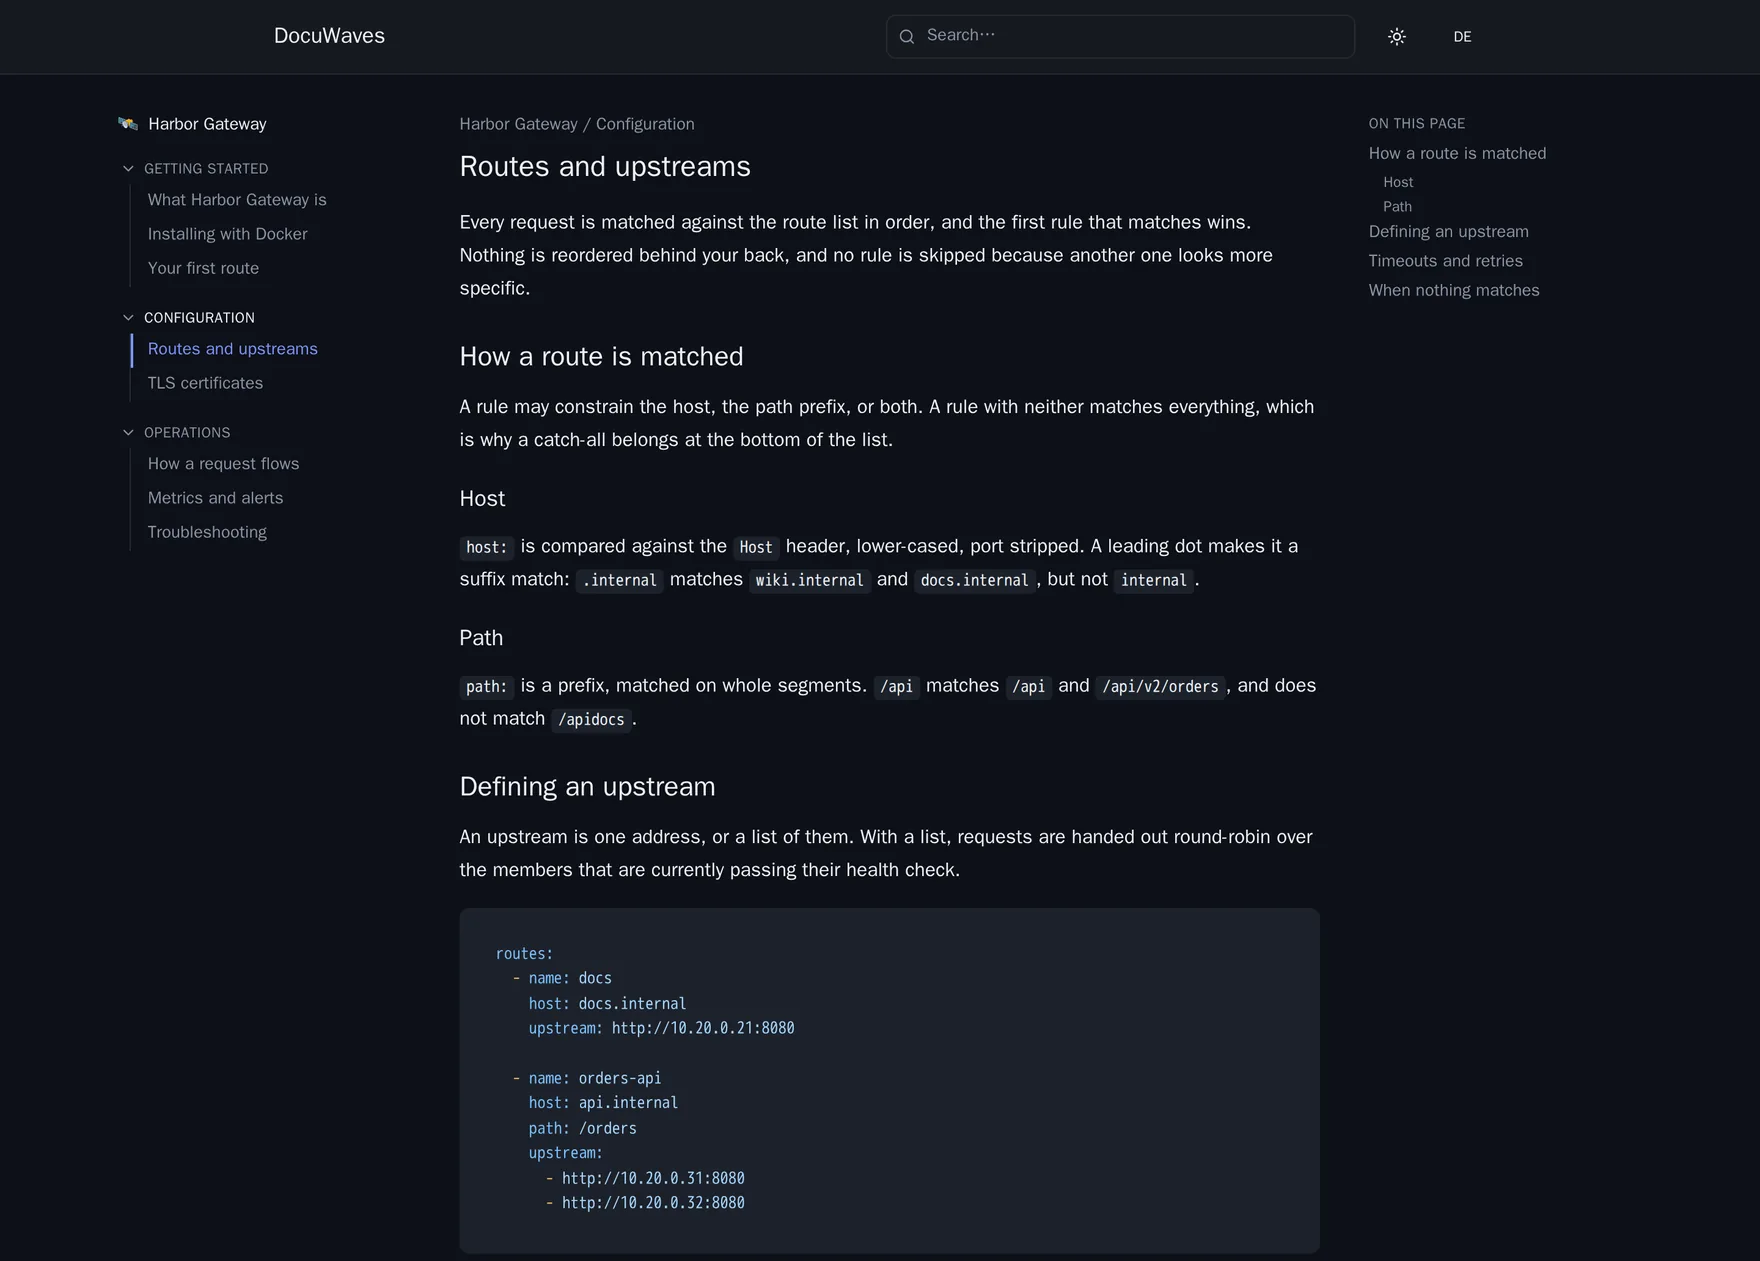 DocuWaves
Search···
DE
Harbor Gateway
GETTING STARTED
What Harbor Gateway is
Installing with Docker
Your first route
CONFIGURATION
Routes and upstreams
TLS certificates
OPERATIONS
How a request flows
Metrics and alerts
Troubleshooting
Harbor Gateway / Configuration
Routes and upstreams
Every request is matched against the route list in order, and the first rule that matches wins.
Nothing is reordered behind your back, and no rule is skipped because another one looks more
specific.
How a route is matched
A rule may constrain the host, the path prefix, or both. A rule with neither matches everything, which
is why a catch-all belongs at the bottom of the list.
Host
host: is compared against the Host header, lower-cased, port stripped. A leading dot makes it a
suffix match: .internal matches wiki.internal and docs.internal, but not internal.
Path
path: is a prefix, matched on whole segments. /api matches /api and /api/v2/orders, and does
not match /apidocs.
Defining an upstream
An upstream is one address, or a list of them. With a list, requests are handed out round-robin over
the members that are currently passing their health check.
routes:
  - name: docs
    host: docs.internal
    upstream: http://10.20.0.21:8080
  - name: orders-api
    host: api.internal
    path: /orders
    upstream:
      - http://10.20.0.31:8080
      - http://10.20.0.32:8080
ON THIS PAGE
How a route is matched
Host
Path
Defining an upstream
Timeouts and retries
When nothing matches